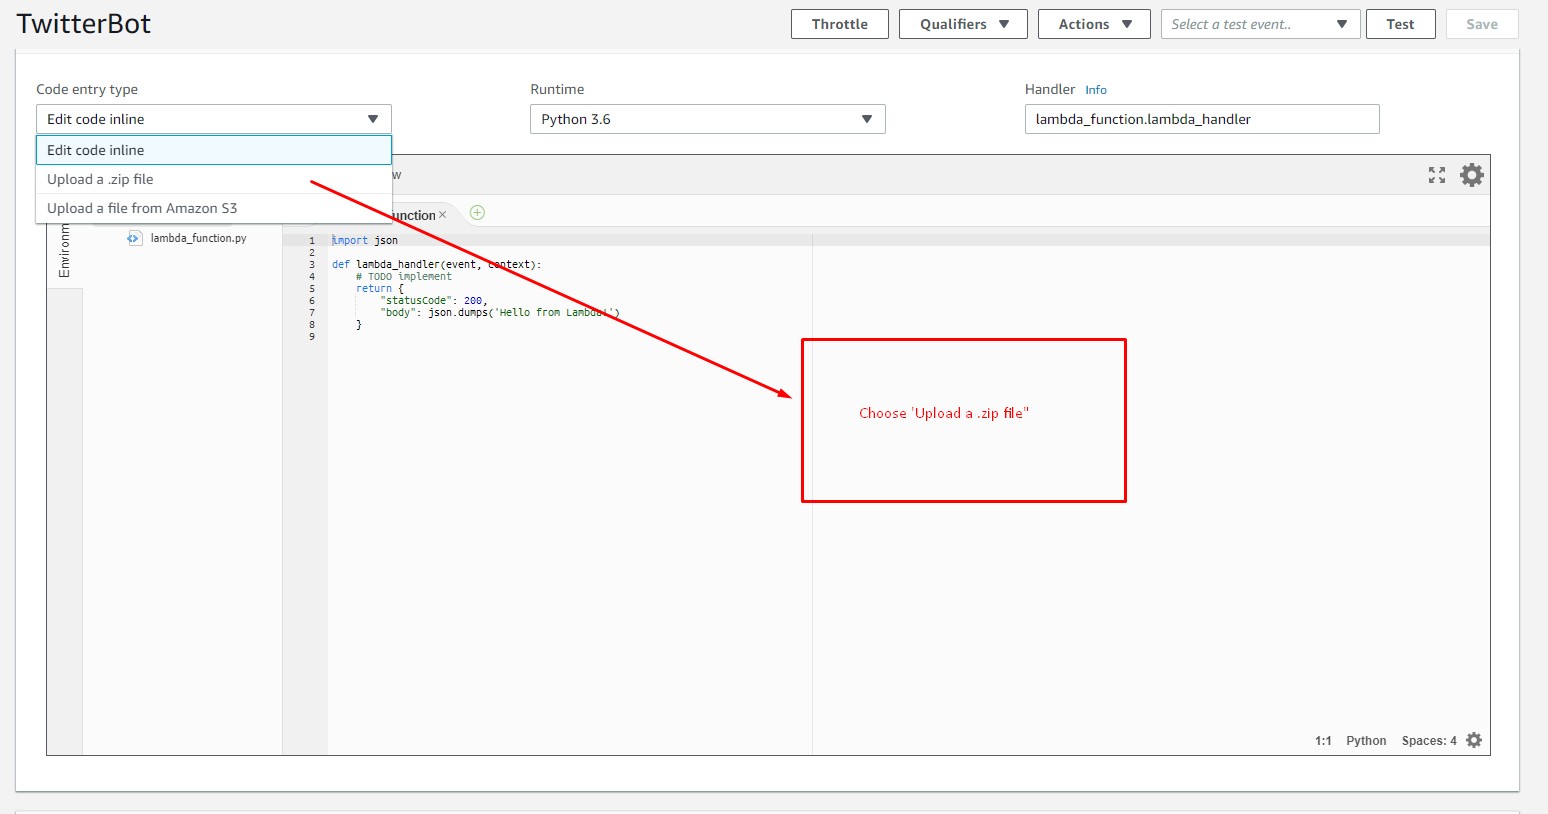 TwitterBot
Throttle
Qualifiers
Actions
Select a test event..
Test
Save
Code entry type
Runtime
Handler Info
Edit code inline
Python 3.6
lambda_function.lambda_handler
Edit code inline
Upload a .zip file
Upload a file from Amazon S3
w
unction ×
Environm
lambda_function.py
1 import json
2
3 def lambda_handler(event, context):
4 # TODO implement
5 return {
6 "statusCode": 200,
7 "body": json.dumps('Hello from Lambda!')
8 }
9
Choose 'Upload a .zip file"
1:1 Python Spaces: 4